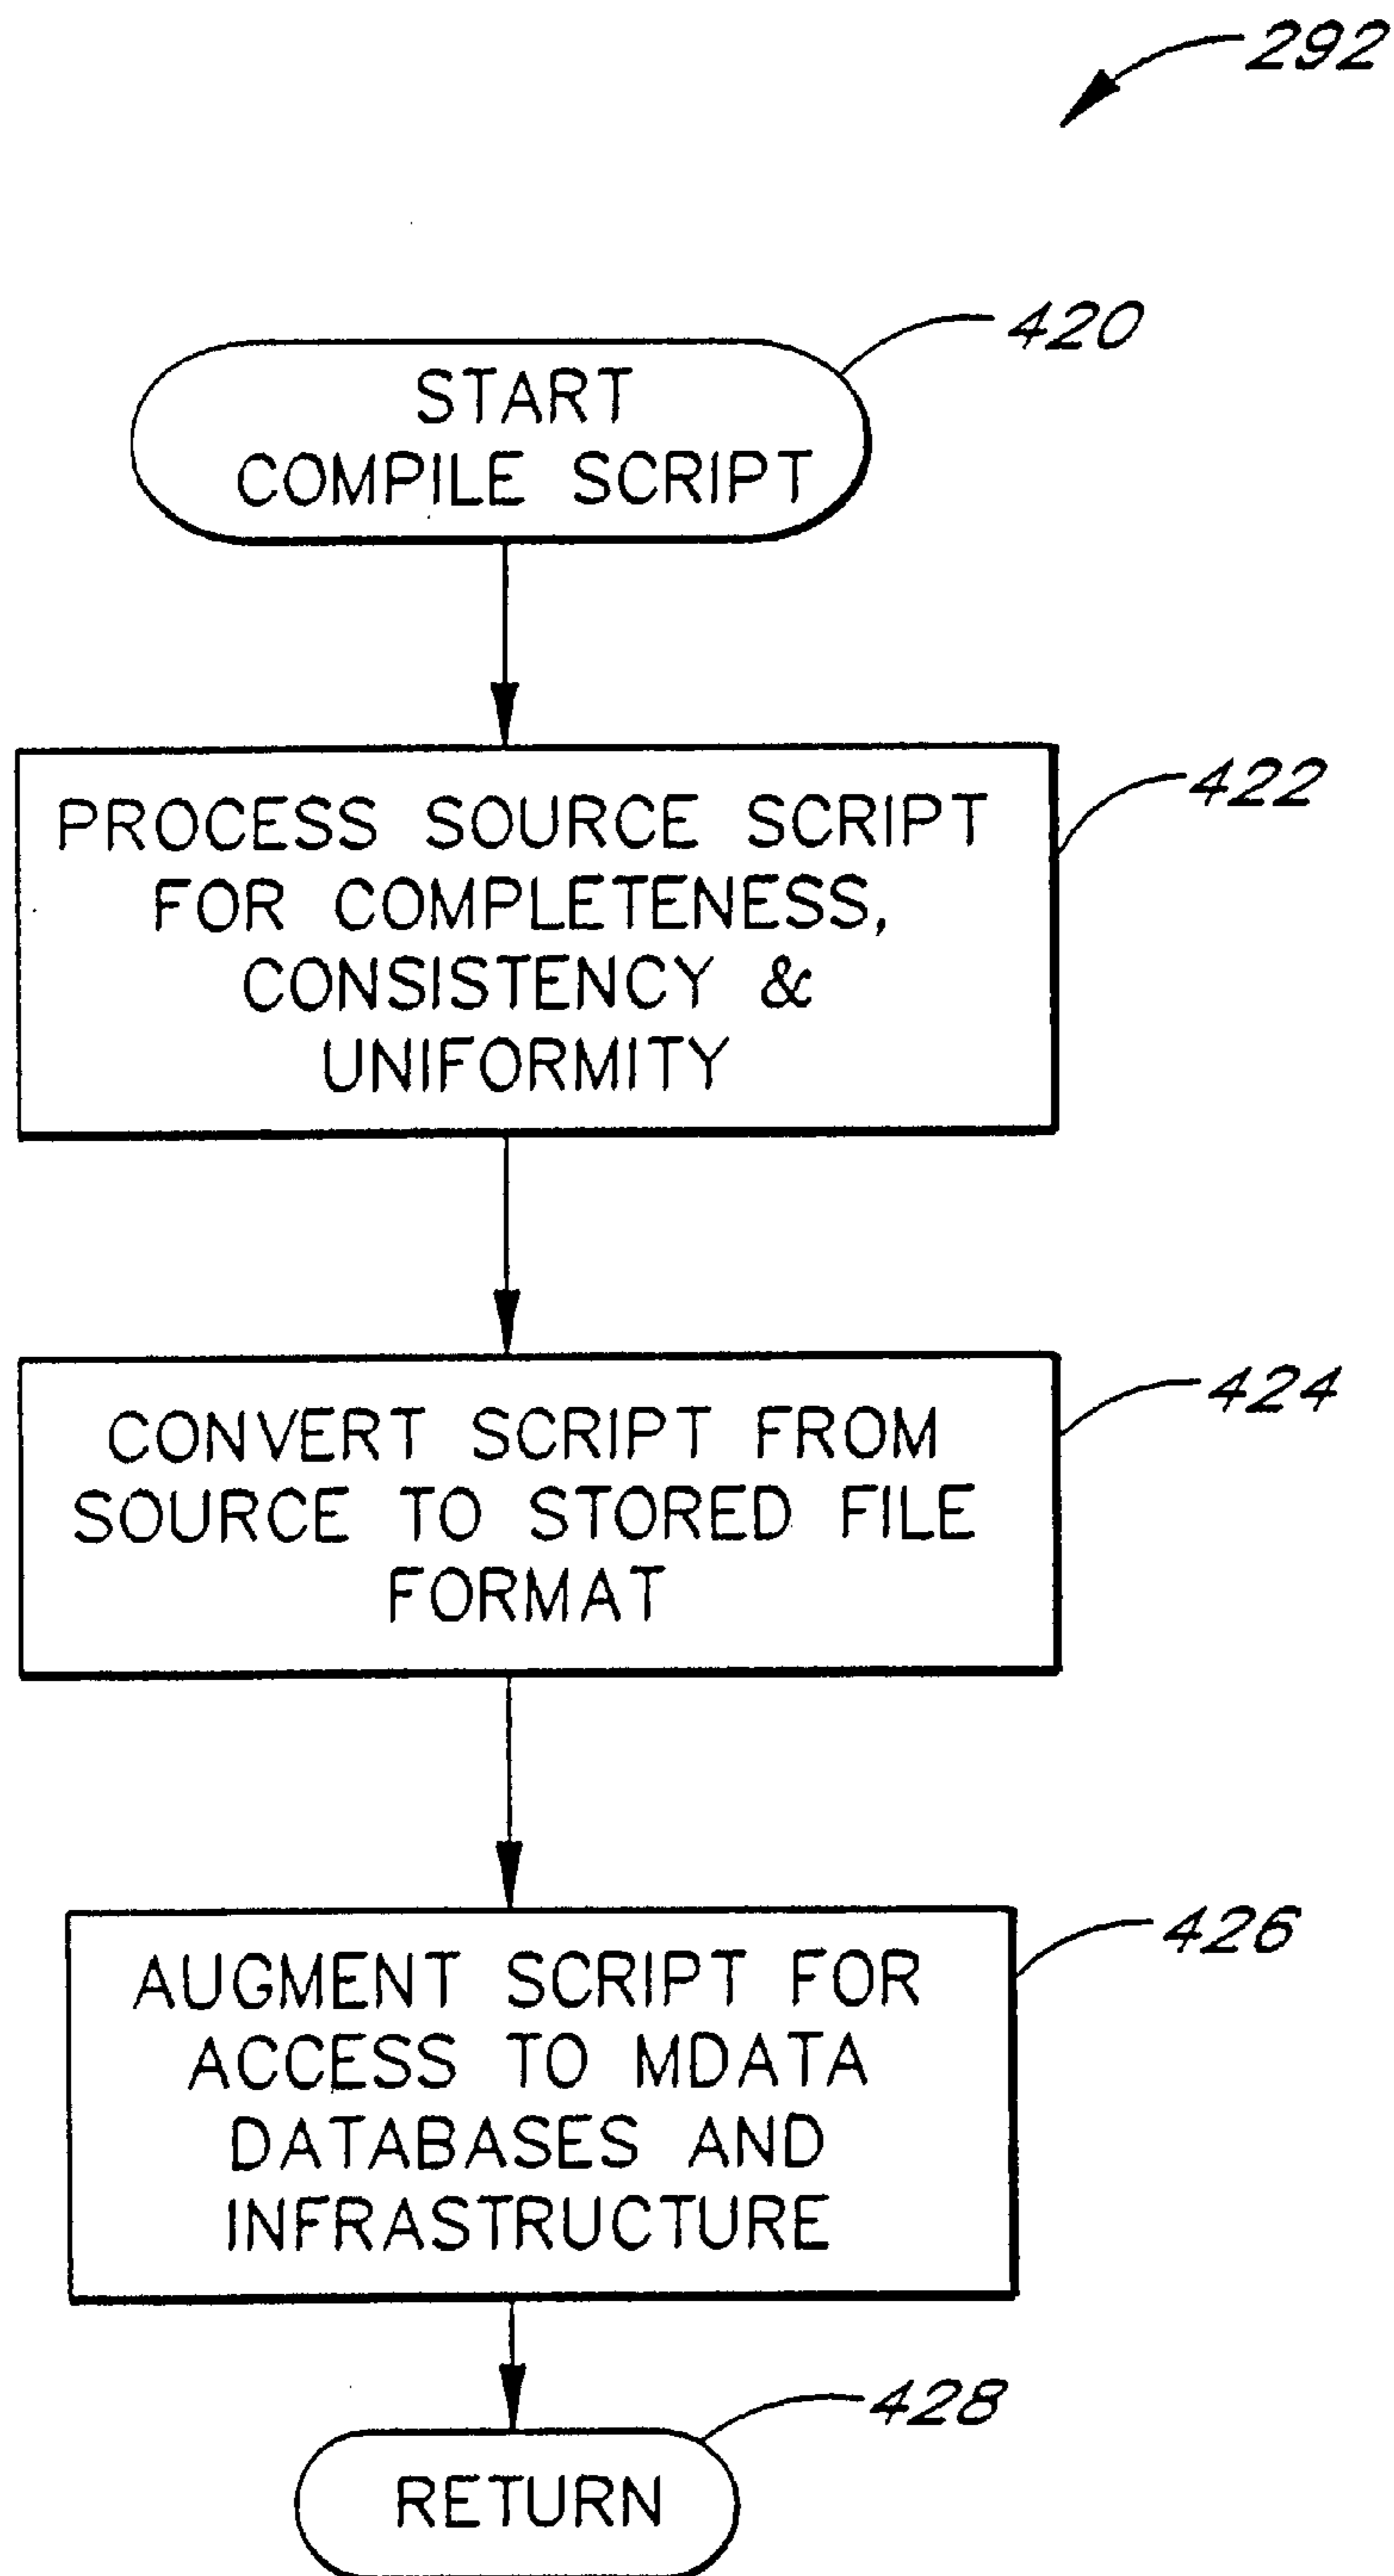 292
420
START
COMPILE SCRIPT
422
PROCESS SOURCE SCRIPT
FOR COMPLETENESS,
CONSISTENCY &
UNIFORMITY
424
CONVERT SCRIPT FROM
SOURCE TO STORED FILE
FORMAT
426
AUGMENT SCRIPT FOR
ACCESS TO MDATA
DATABASES AND
INFRASTRUCTURE
428
RETURN